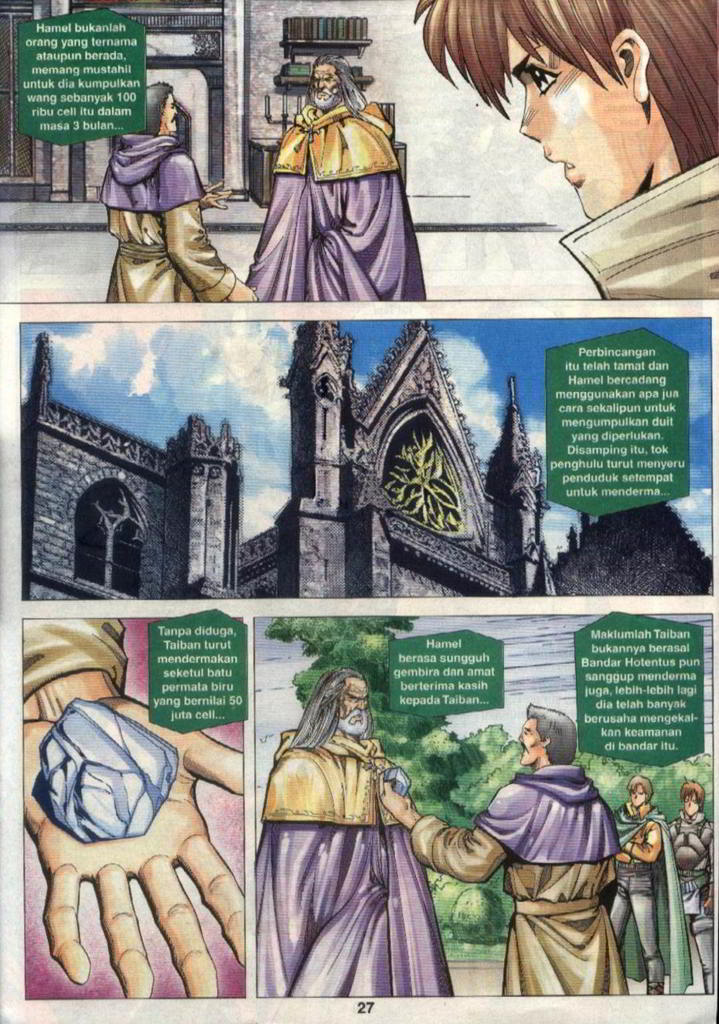 Hamel bukanlah
orang yang ternama
ataupun berada,
memang mustahil
untuk dia kumpulkan
wang sebanyak 100
ribu cell itu dalam
masa 3 bulan...
Perbincangan
itu telah tamat dan
Hamel bercadang
menggunakan apa jua
cara sekalipun untuk
mengumpulkan duit
yang diperlukan.
Disamping itu, tok
penghulu turut menyeru
penduduk setempat
untuk menderma...
Tanpa diduga,
Taiban turut
mendermakan
seketul batu
permata biru
yang bernilai 50
juta cell...
Hamel
berasa sungguh
gembira dan amat
berterima kasih
kepada Taiban...
Maklumlah Taiban
bukannya berasal
Bandar Hotentus pun
sanggup menderma
juga, lebih-lebih lagi
dia telah banyak
berusaha mengekal-
kan keamanan
di bandar itu.
27